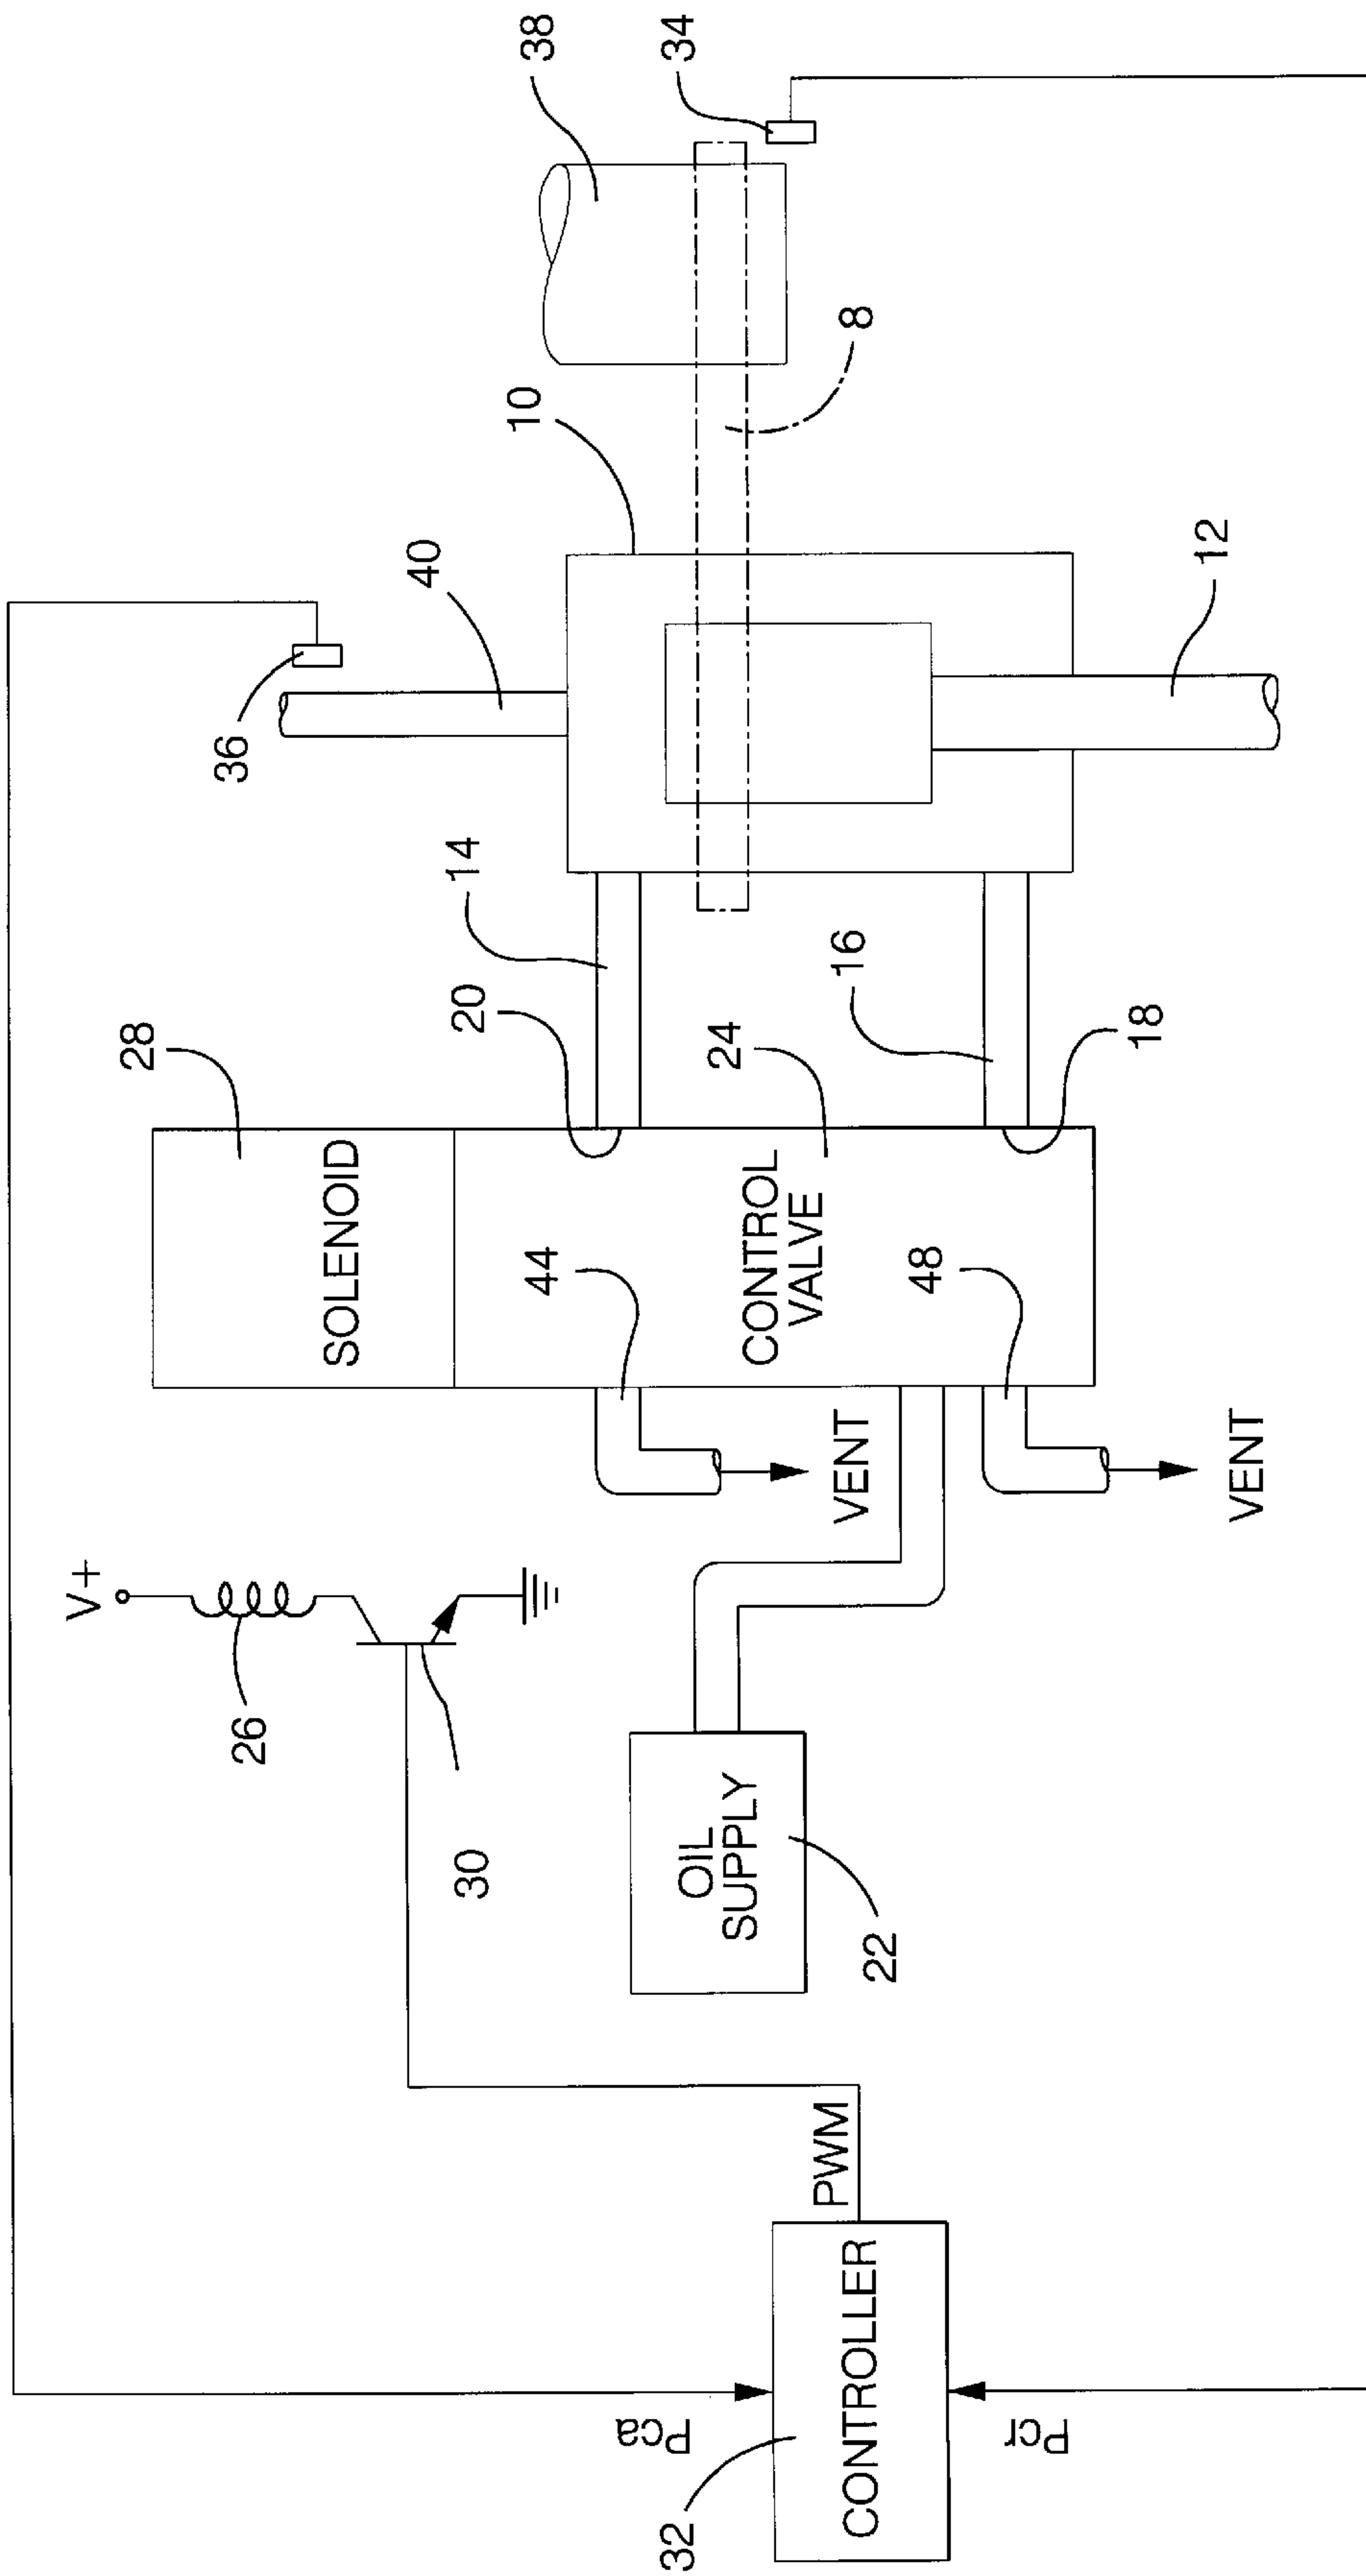 38
34
36
40
10
8
12
28
20
14
SOLENOID
24
16
18
44
CONTROL
VALVE
48
V+
VENT
VENT
26
30
OIL
SUPPLY
22
PWM
Pca
CONTROLLER
Pcr
32